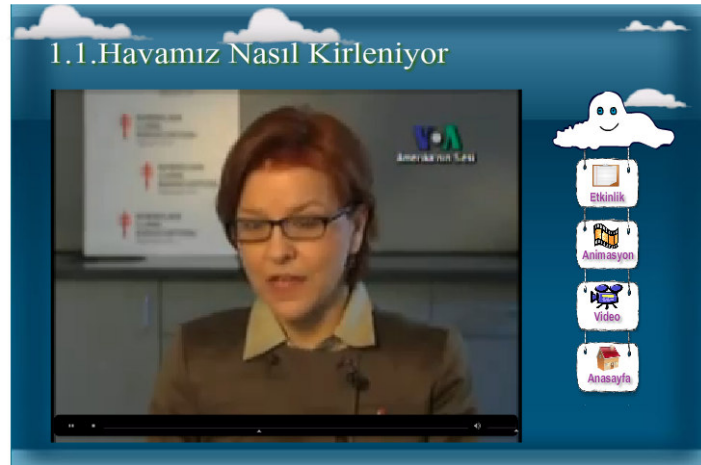 1.1.Havamız Nasıl Kirleniyor
VOA
Amerika'nın Sesi
Etkinlik
Animasyon
Video
Anasayfa